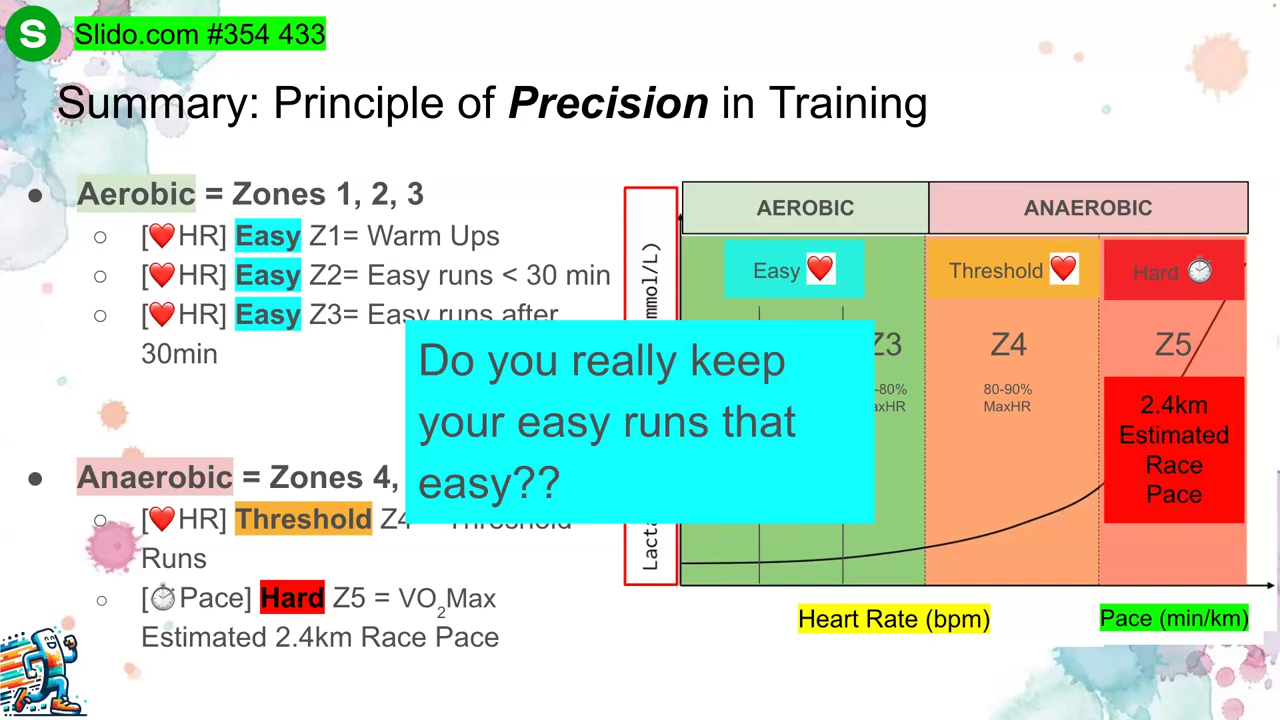 S
Slido.com #354 433
Summary: Principle of Precision in Training
● Aerobic = Zones 1, 2, 3
○ [❤️HR] Easy Z1= Warm Ups
○ [❤️HR] Easy Z2= Easy runs < 30 min
○ [❤️HR] Easy Z3= Easy runs after
30min
● Anaerobic = Zones 4,
○ [❤️HR] Threshold Z4 Threshold
Runs
○ [⏱️Pace] Hard Z5 = VO₂Max
Estimated 2.4km Race Pace
Do you really keep
your easy runs that
easy??
AEROBIC
ANAEROBIC
Easy ❤️
Threshold ❤️
Hard ⏱️
Z3
Z4
Z5
-80%
80-90%
MaxHR
2.4km
Estimated
Race
Pace
mmol/L)
Heart Rate (bpm)
Pace (min/km)